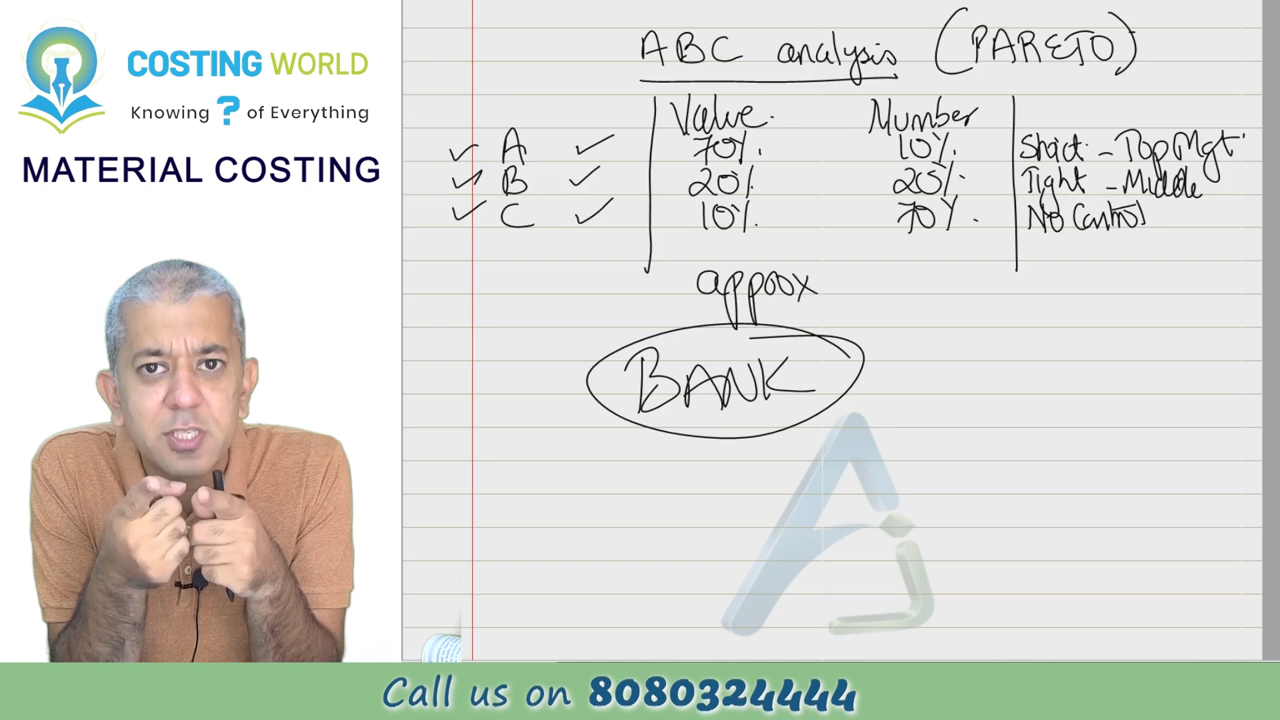 COSTING WORLD
Knowing ? of Everything
MATERIAL COSTING
ABC analysis (PARETO)
Value. Number
A 70%. 10%. Strict - Top Mgt
B 20%. 20%. Tight - Middle
C 10%. 70%. No Control
approx
BANK
Call us on 8080324444